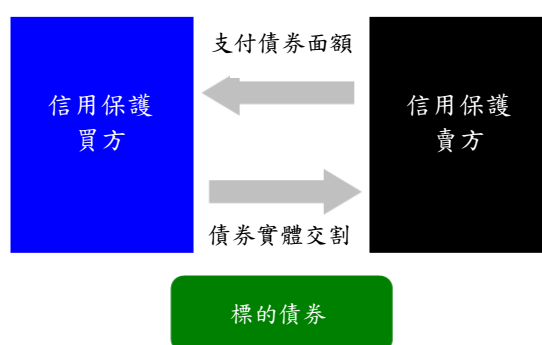 支付債券面額
信用保護
買方
信用保護
賣方
債券實體交割
標的債券